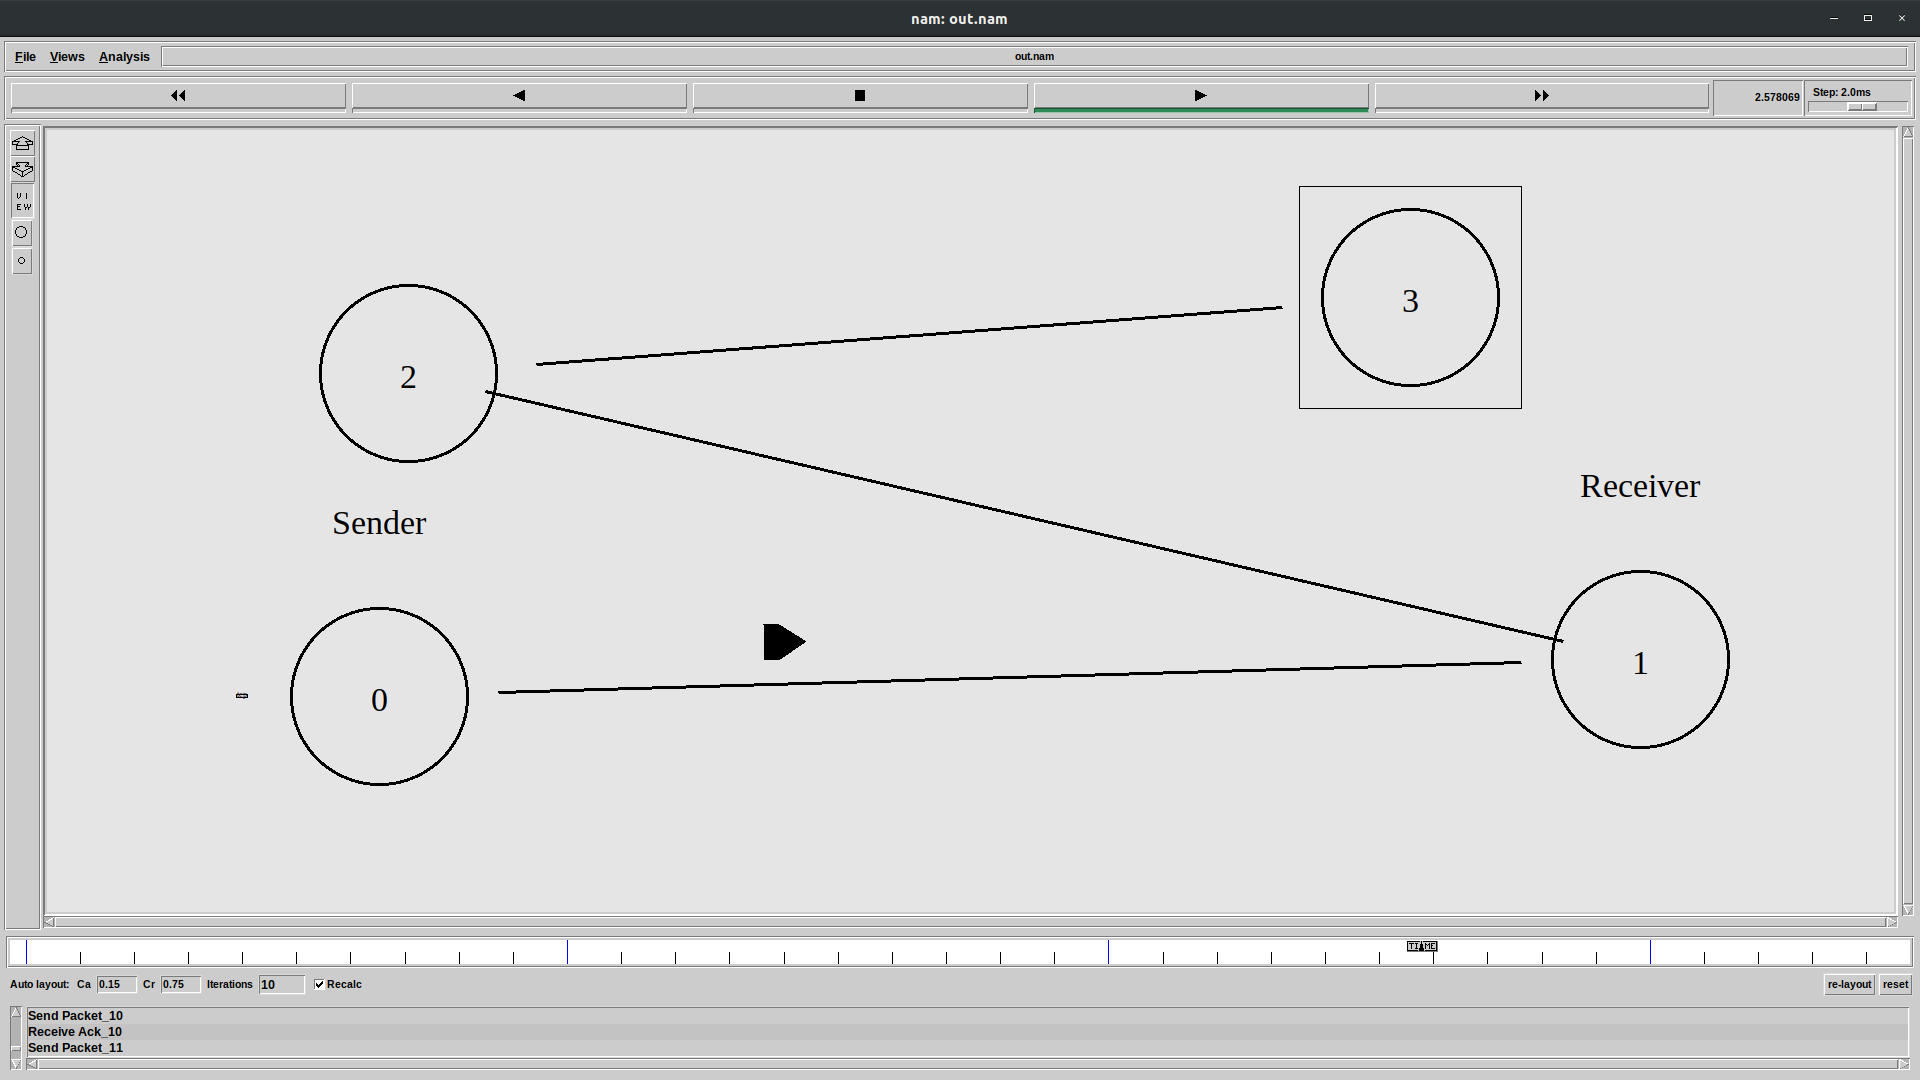 nam: out.nam
File Views Analysis out.nam
2.578069 Step: 2.0ms
VIEW
3
2
Receiver
Sender
1
0
TIME
Auto layout: Ca 0.15 Cr 0.75 Iterations 10 Recalc re-layout reset
Send Packet_10
Receive Ack_10
Send Packet_11